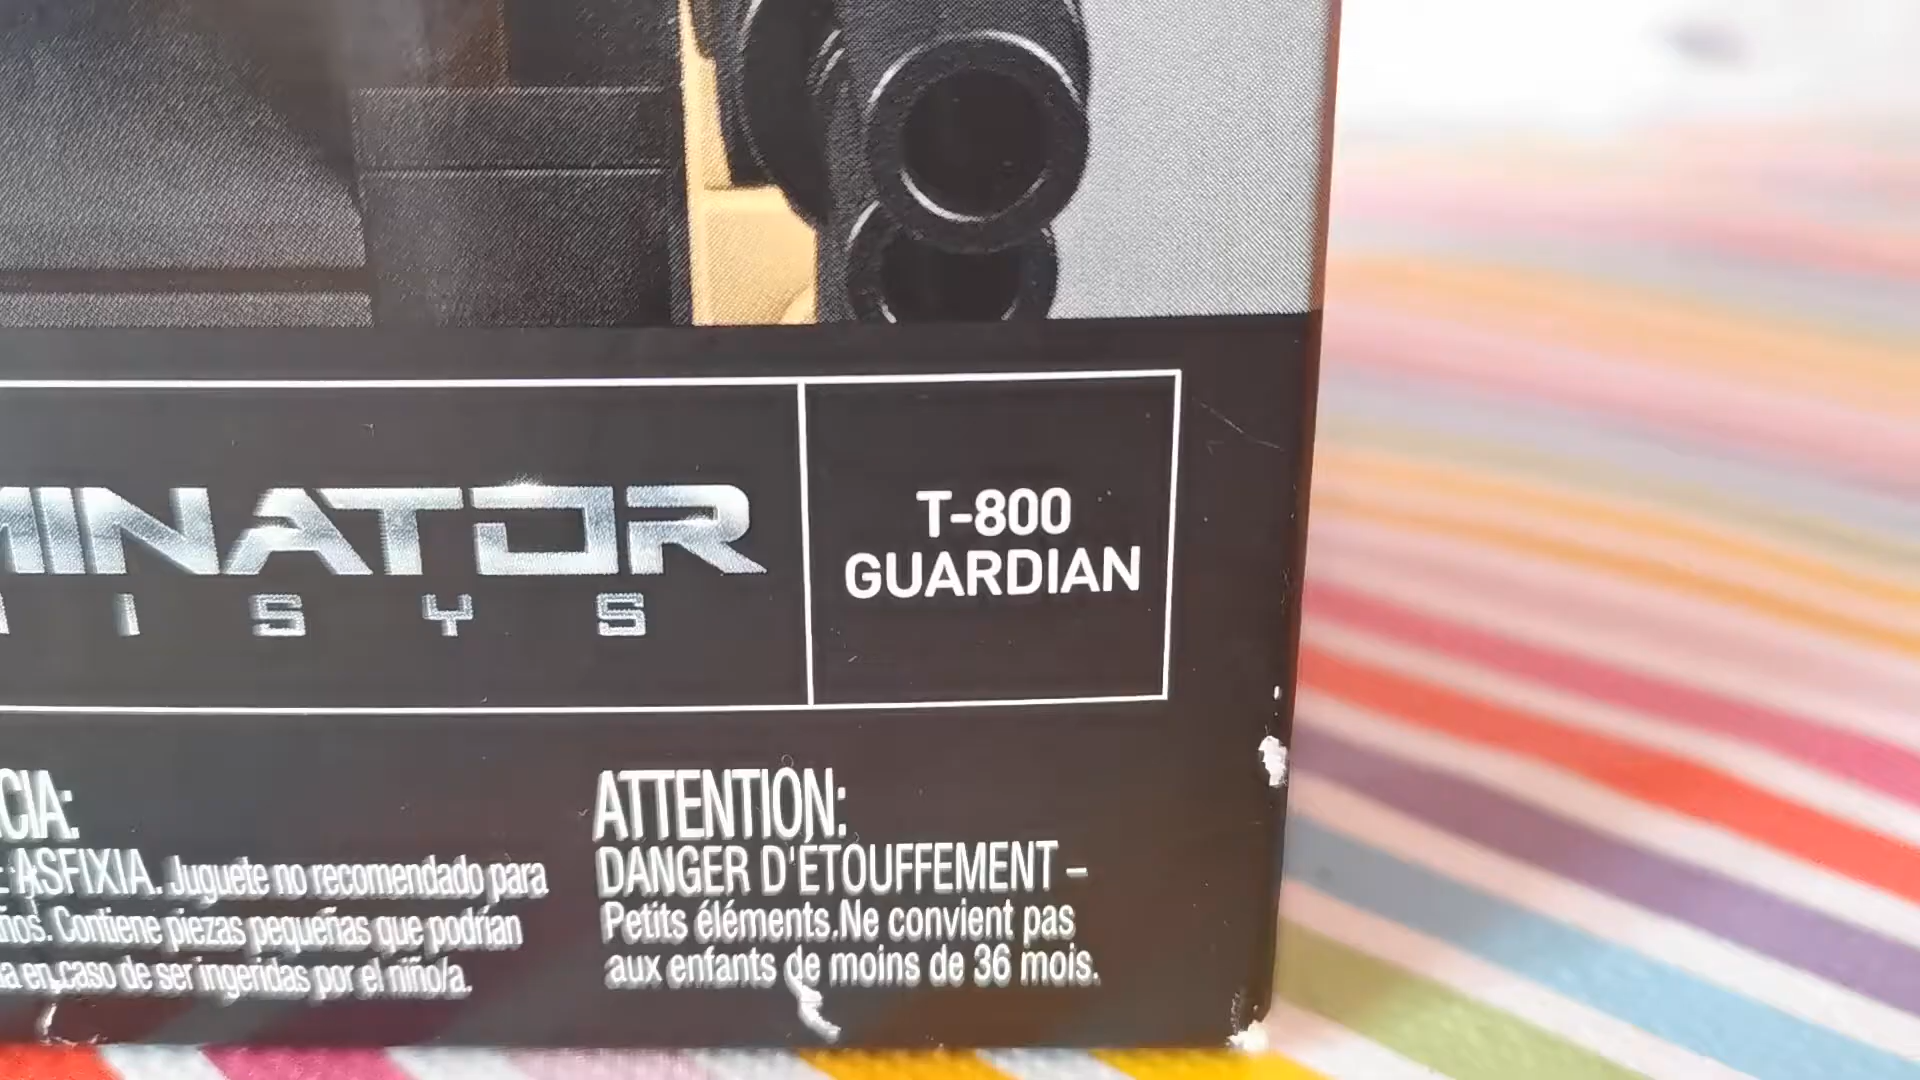 MINATOR
I S Y S
T-800
GUARDIAN
CIA:
ASFIXIA. Juguete no recomendado para
ños. Contiene piezas pequeñas que podrían
a en caso de ser ingeridas por el niño/a.
ATTENTION:
DANGER D'ÉTOUFFEMENT –
Petits éléments.Ne convient pas
aux enfants de moins de 36 mois.